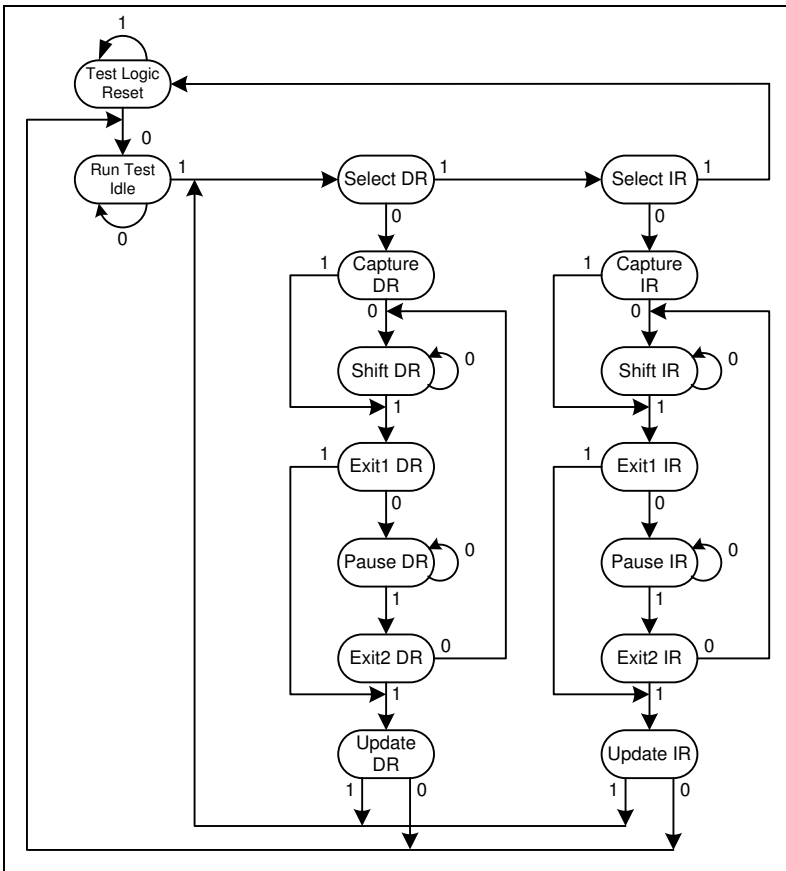 1
Test Logic
Reset
0
Run Test
Idle
1
0
Select DR
1
Select IR
1
0
0
1
Capture
DR
0
1
Capture
IR
0
Shift DR
0
Shift IR
0
1
1
1
Exit1 DR
1
Exit1 IR
0
0
Pause DR
0
Pause IR
0
1
1
Exit2 DR
0
Exit2 IR
0
1
1
Update
DR
Update IR
1
0
1
0